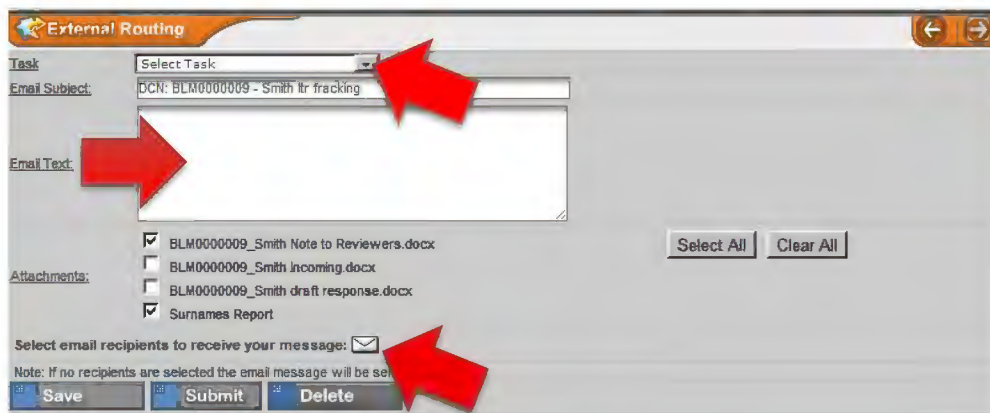 External Routing
Task Select Task
Email Subject: DCN: BLM0000009 - Smith ltr fracking
Email Text:
BLM0000009_Smith Note to Reviewers.docx Select All Clear All
BLM0000009_Smith Incoming.docx
Attachments:
BLM0000009_Smith draft response.docx
Surnames Report
Select email recipients to receive your message:
Note: If no recipients are selected the email message will be
Save Submit Delete